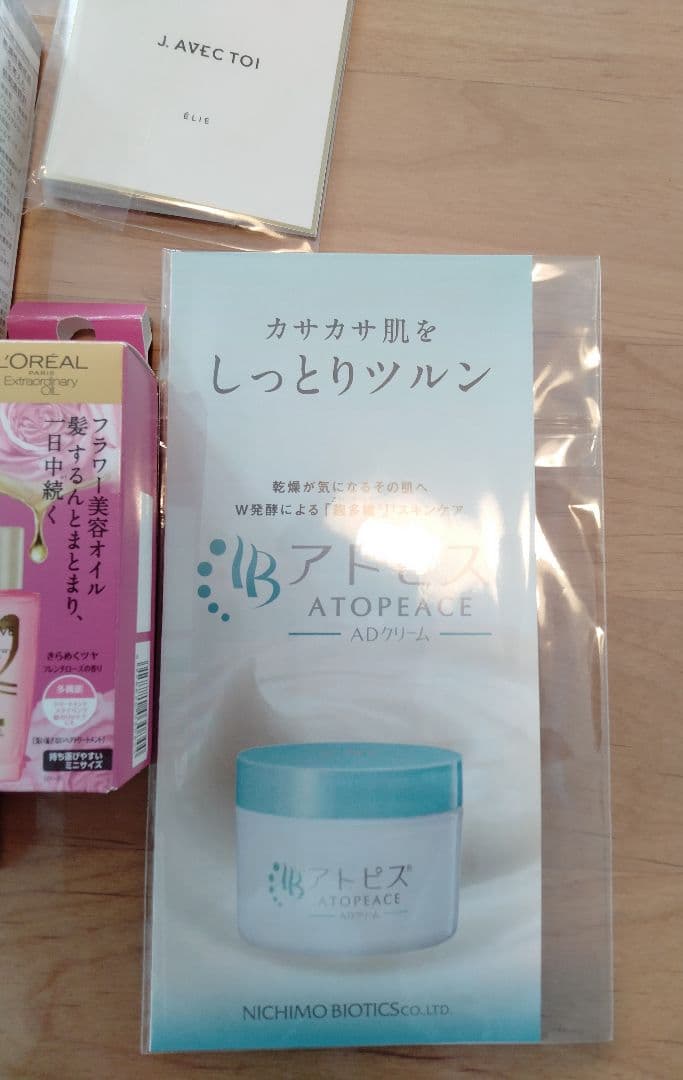 J. AVEC TOI
ÉLIE
L'ORÉAL
PARIS
Extraordinary
OIL
フラワー美容オイル
髪するんとまとまり、
一日中続く
きらめくツヤ
フレンチローズの香り
多機能
持ち運びやすい
ミニサイズ
カサカサ肌を
しっとりツルン
乾燥が気になるその肌へ
W発酵による「超多機能」スキンケア
アトピス
ATOPEACE
ADクリーム
アトピス®
ATOPEACE
ADクリーム
NICHIMO BIOTICS CO.,LTD.